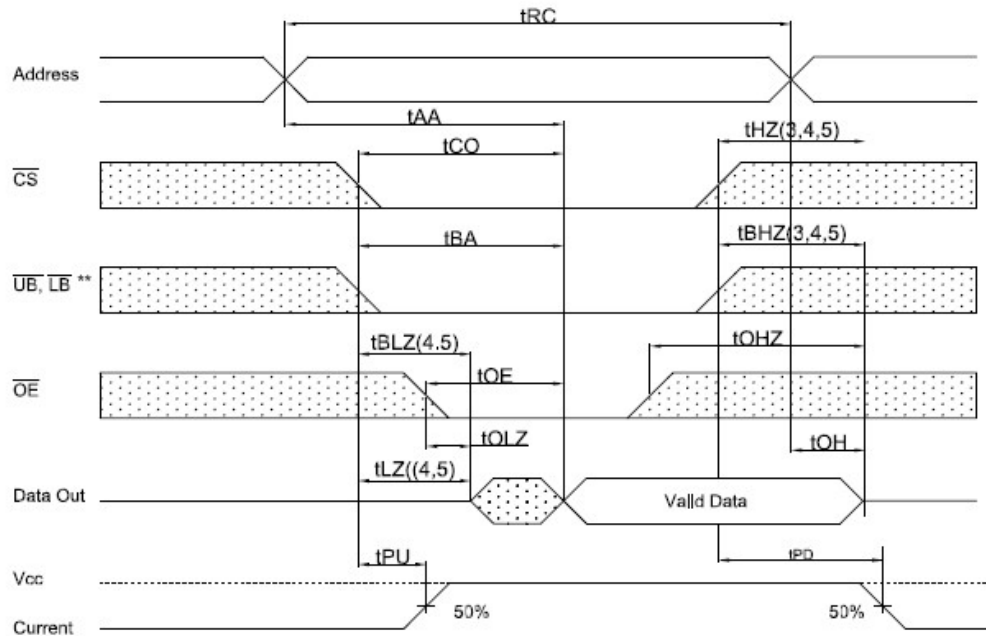 tRC
Address
tAA
tHZ(3,4,5)
tCO
CS
tBHZ(3,4,5)
tBA
UB, LB **
tBLZ(4.5)
tOHZ
tOE
OE
tOLZ
tOH
tLZ((4,5)
Data Out
Valid Data
tPU
tPD
Vcc
50%
50%
Current